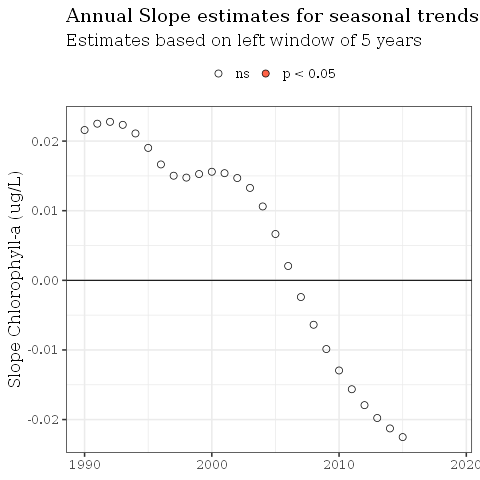 Annual Slope estimates for seasonal trends
Estimates based on left window of 5 years
ns p < 0.05
Slope Chlorophyll-a (ug/L)
0.02
0.01
0.00
-0.01
-0.02
1990 2000 2010 2020